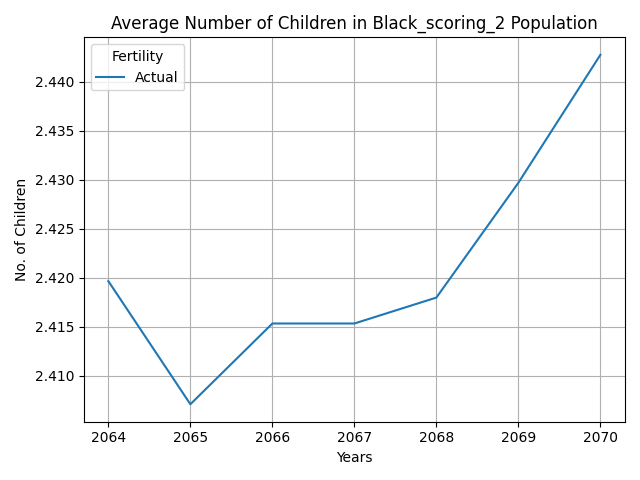 Average Number of Children in Black_scoring_2 Population
Fertility
Actual
2.440
2.435
2.430
2.425
2.420
2.415
2.410
No. of Children
2064 2065 2066 2067 2068 2069 2070
Years